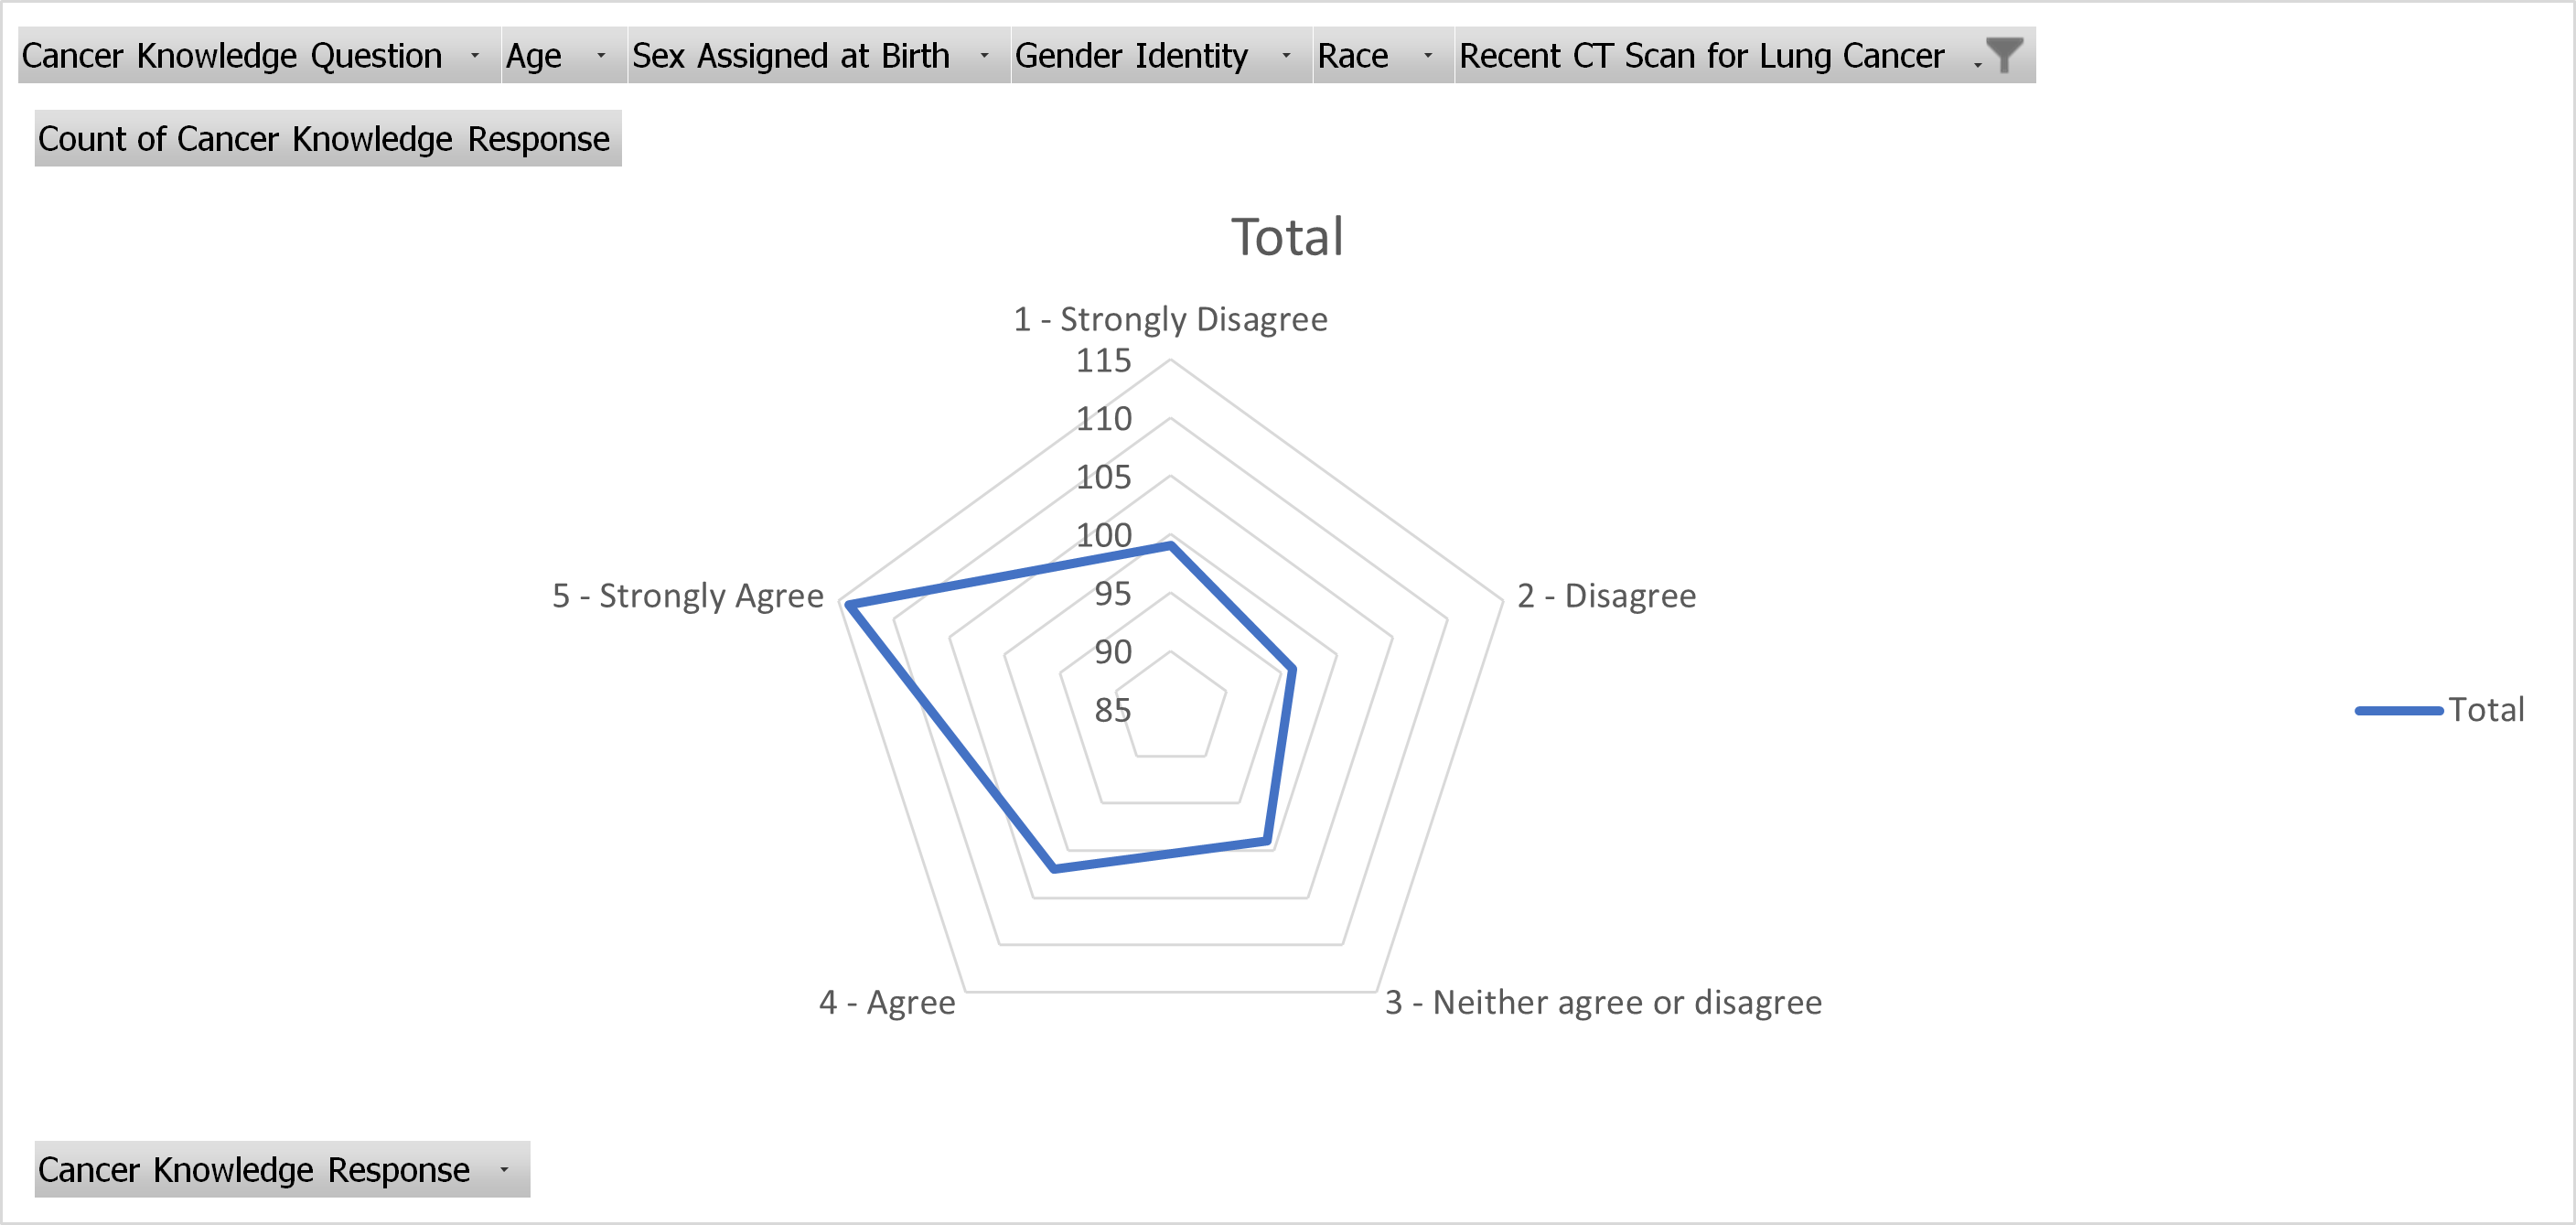 Cancer Knowledge Question Age Sex Assigned at Birth Gender Identity Race Recent CT Scan for Lung Cancer
Count of Cancer Knowledge Response
Total
1 - Strongly Disagree
115
110
105
100
95
90
85
5 - Strongly Agree
2 - Disagree
Total
4 - Agree
3 - Neither agree or disagree
Cancer Knowledge Response